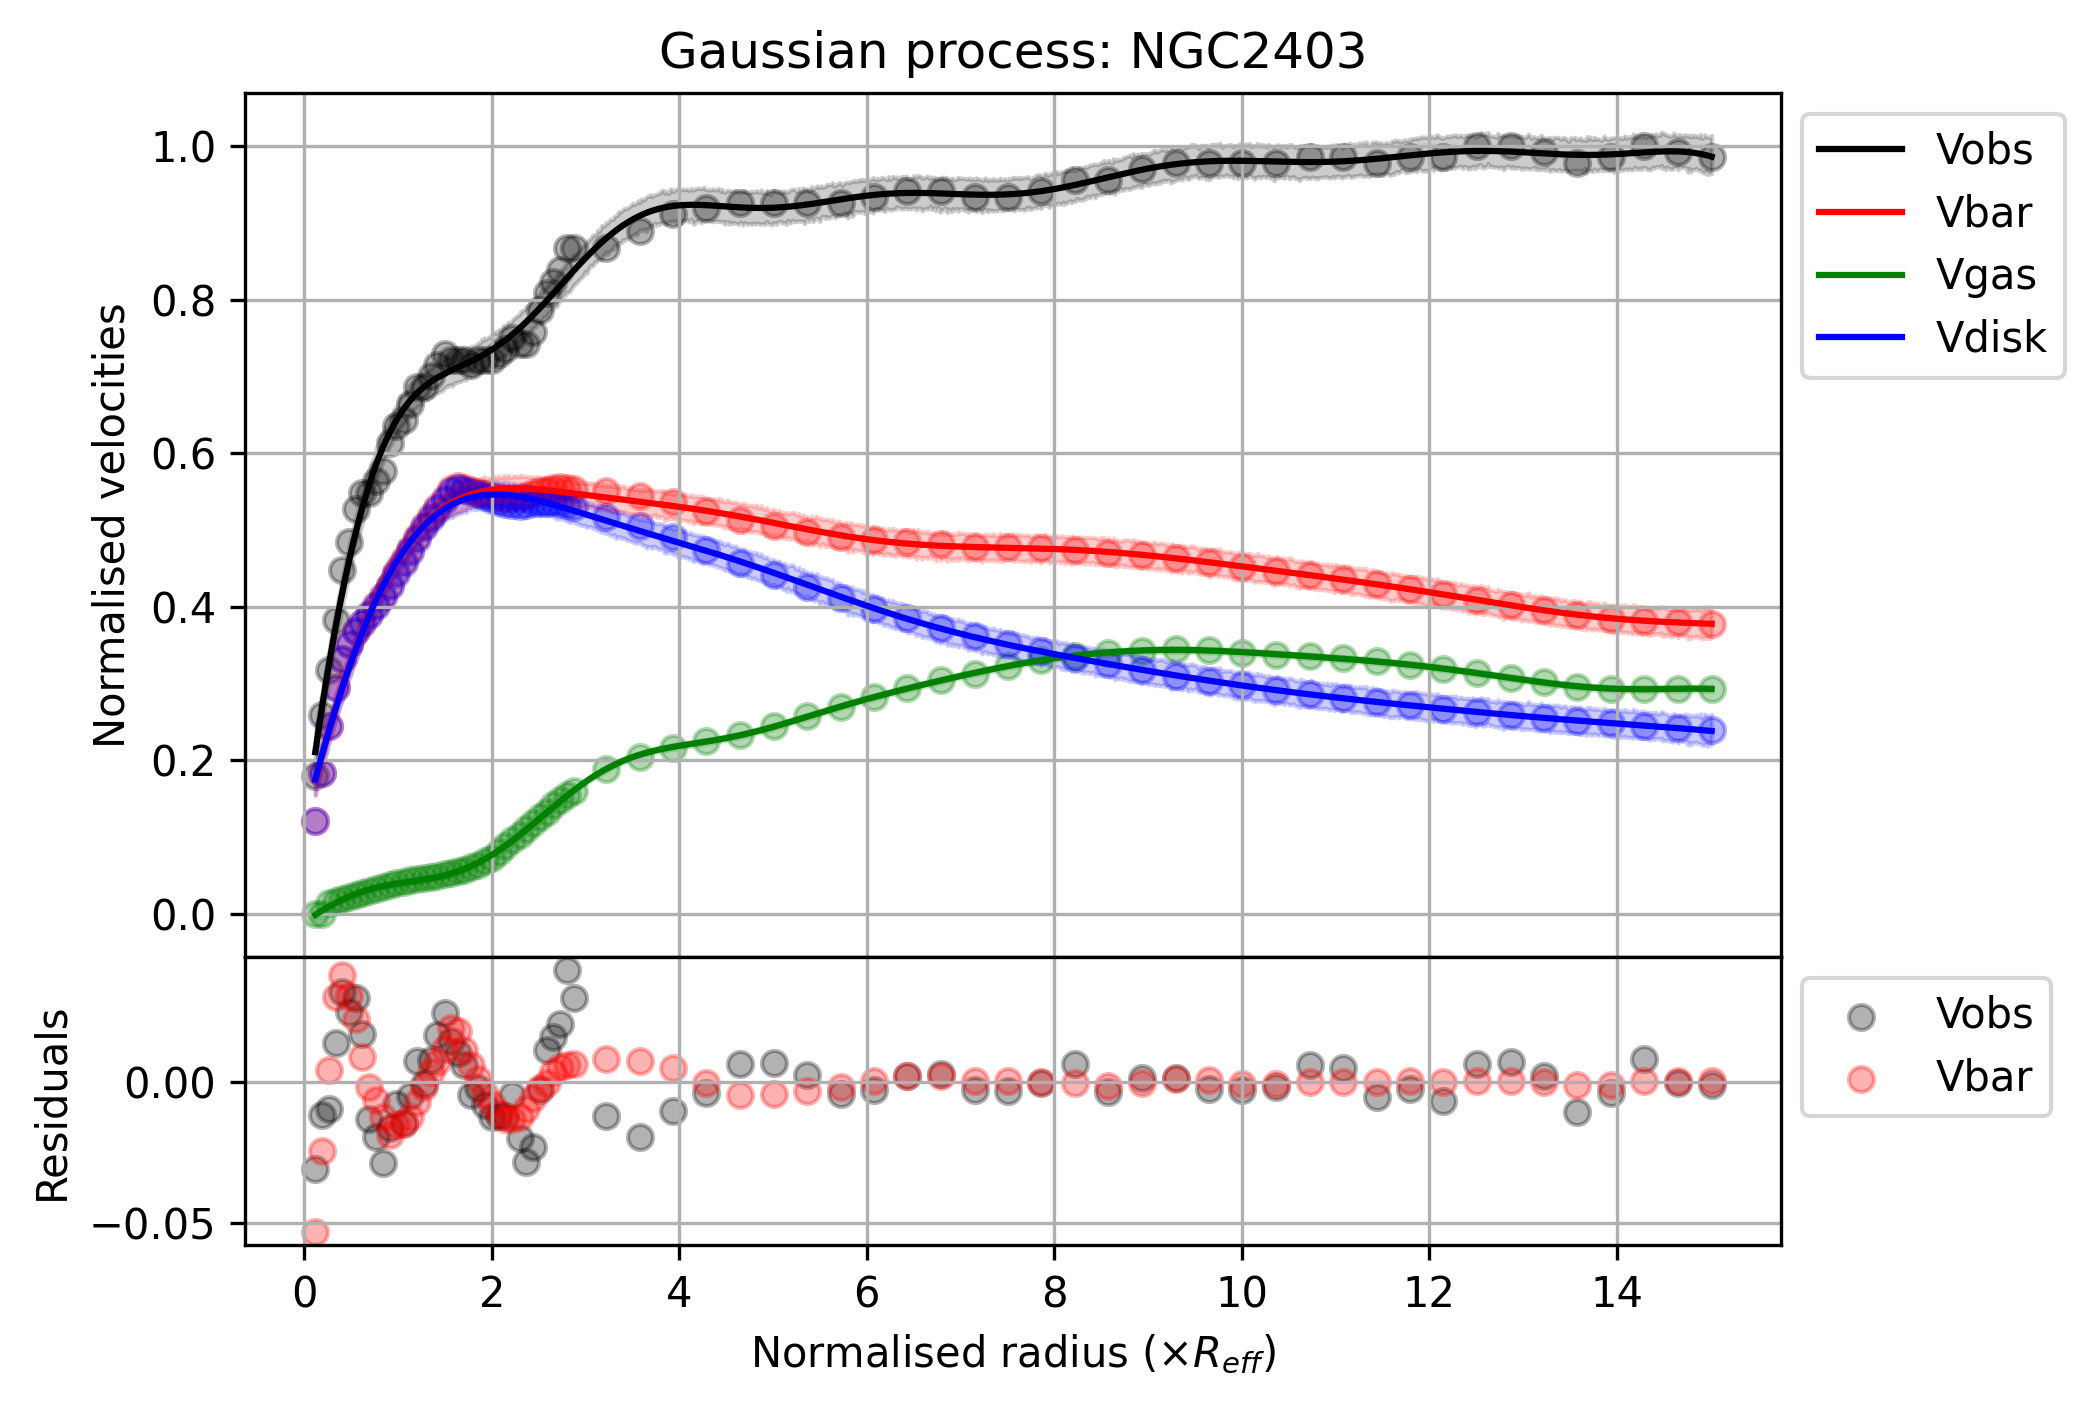 Gaussian process: NGC2403
1.0
0.8
0.6
0.4
0.2
0.0
Normalised velocities
Vobs
Vbar
Vgas
Vdisk
0.00
−0.05
Residuals
Vobs
Vbar
0 2 4 6 8 10 12 14
Normalised radius (×R_{eff})